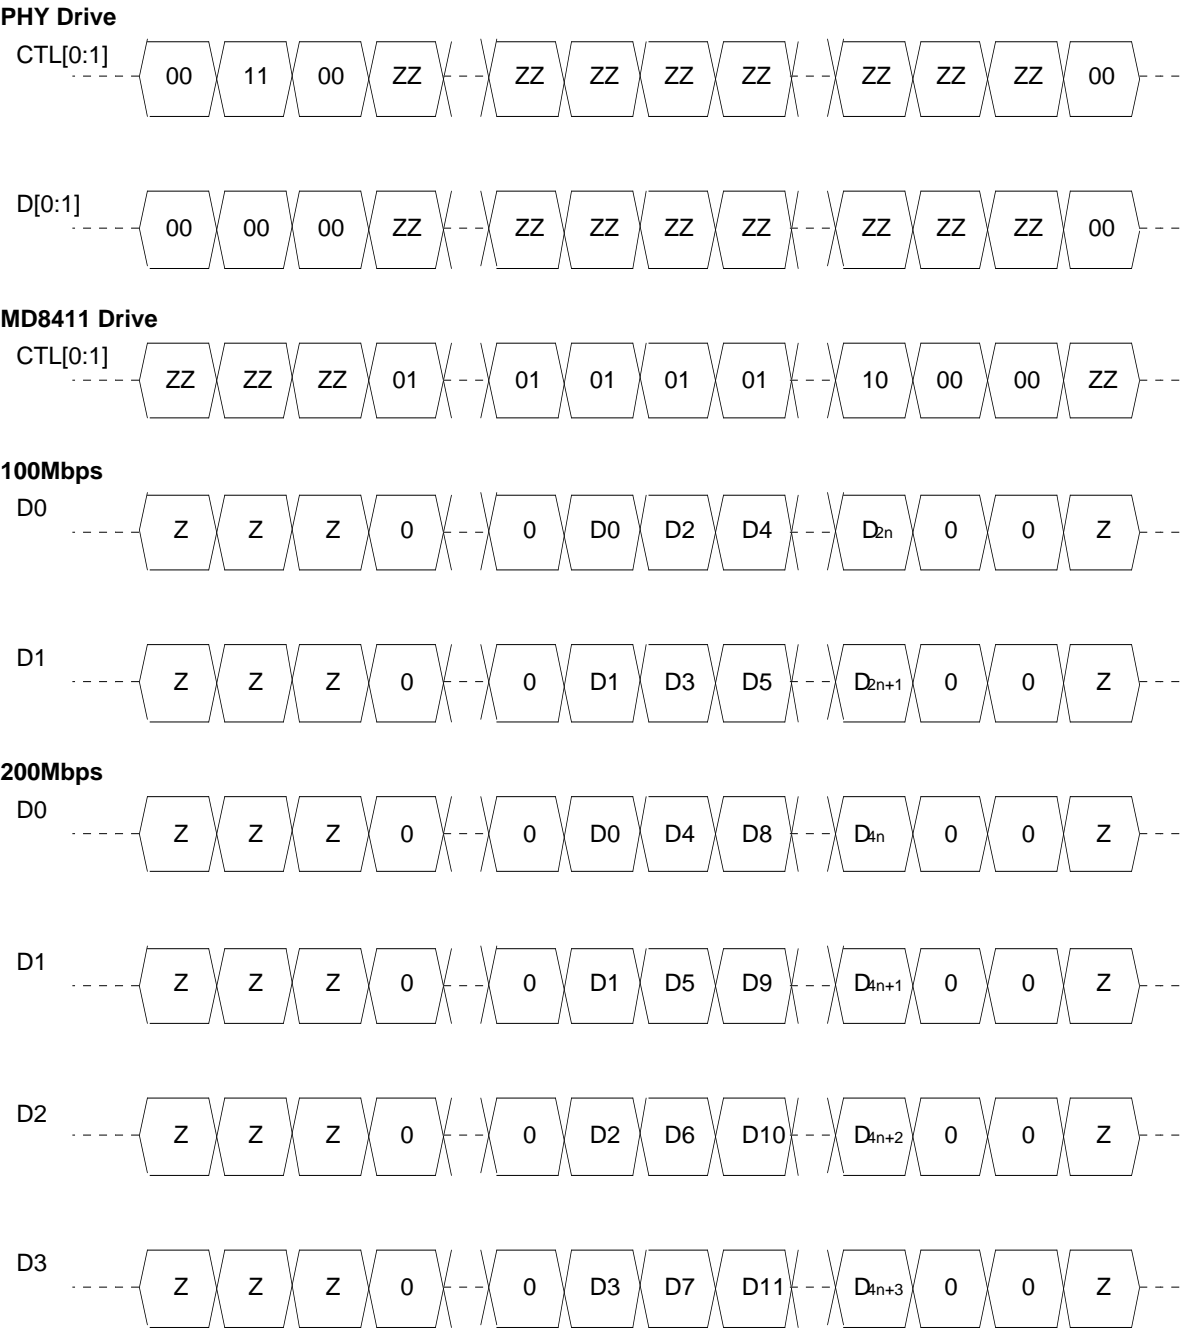 PHY Drive
CTL[0:1]
00 11 00 ZZ ZZ ZZ ZZ ZZ ZZ ZZ ZZ 00
D[0:1]
00 00 00 ZZ ZZ ZZ ZZ ZZ ZZ ZZ ZZ 00
MD8411 Drive
CTL[0:1]
ZZ ZZ ZZ 01 01 01 01 01 10 00 00 ZZ
100Mbps
D0
Z Z Z 0 0 D0 D2 D4 D2n 0 0 Z
D1
Z Z Z 0 0 D1 D3 D5 D2n+1 0 0 Z
200Mbps
D0
Z Z Z 0 0 D0 D4 D8 D4n 0 0 Z
D1
Z Z Z 0 0 D1 D5 D9 D4n+1 0 0 Z
D2
Z Z Z 0 0 D2 D6 D10 D4n+2 0 0 Z
D3
Z Z Z 0 0 D3 D7 D11 D4n+3 0 0 Z